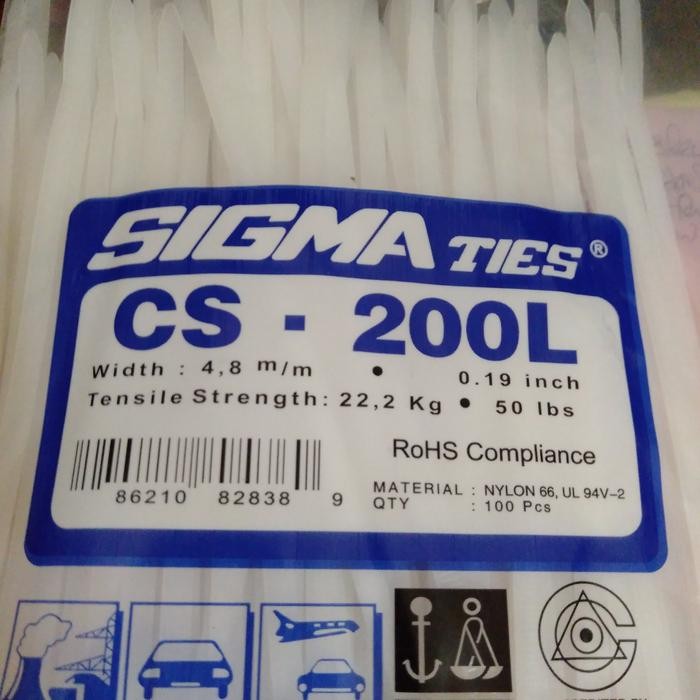 SIGMA TIES®
CS - 200L
Width : 4,8 m/m • 0.19 inch
Tensile Strength: 22,2 Kg • 50 lbs
RoHS Compliance
86210 82838 9
MATERIAL : NYLON 66, UL 94V-2
QTY : 100 Pcs